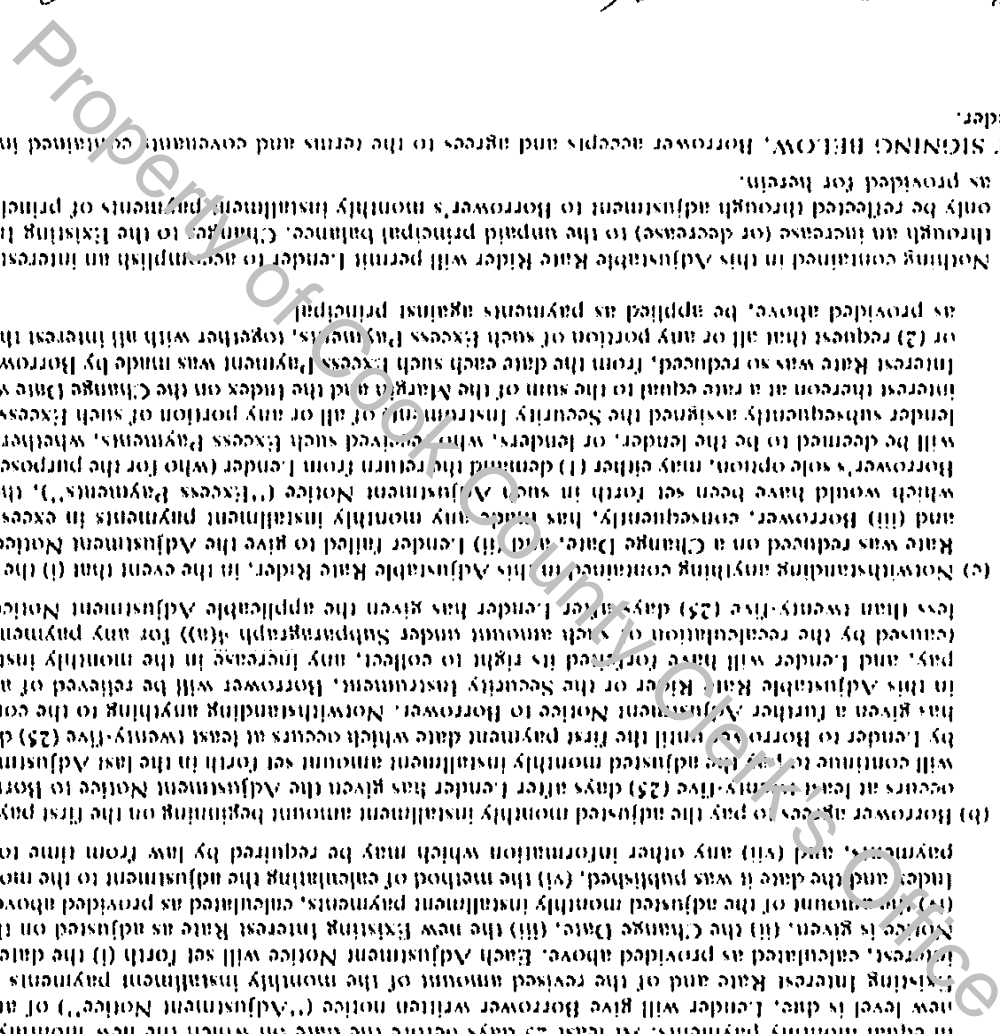 in equal monthly payments. At least 25 days before the date on which the new monthly
new level is due, Lender will give Borrower written notice ("Adjustment Notice") of an
Existing Interest Rate and of the revised amount of the monthly installment payments
interest, calculated as provided above. Each Adjustment Notice will set forth (i) the date
Notice is given, (ii) the Change Date, (iii) the new Existing Interest Rate as adjusted on th
(iv) the amount of the adjusted monthly installment payments, calculated as provided above
Index and the date it was published, (vi) the method of calculating the adjustment to the mo
payments, and (vii) any other information which may be required by law from time to
(b) Borrower agrees to pay the adjusted monthly installment amount beginning on the first pay
occurs at least twenty-five (25) days after Lender has given the Adjustment Notice to Bor
will continue to pay the adjusted monthly installment amount set forth in the last Adjustm
by Lender to Borrower until the first payment date which occurs at least twenty-five (25) d
has given a further Adjustment Notice to Borrower. Notwithstanding anything to the con
in this Adjustable Rate Rider or the Security Instrument, Borrower will be relieved of a
pay, and Lender will have forfeited its right to collect, any increase in the monthly inst
(caused by the recalculation of such amount under Subparagraph 4(a)) for any paymen
less than twenty-five (25) days after Lender has given the applicable Adjustment Notic
(c) Notwithstanding anything contained in this Adjustable Rate Rider, in the event that (i) the
Rate was reduced on a Change Date, and (ii) Lender failed to give the Adjustment Notice
and (iii) Borrower, consequently, has made any monthly installment payments in exces
which would have been set forth in such Adjustment Notice ("Excess Payments"), the
Borrower's sole option, may either (1) demand the return from Lender (who for the purpose
will be deemed to be the lender, or lenders, who received such Excess Payments, whether
lender subsequently assigned the Security Instrument) of all or any portion of such Excess
interest thereon at a rate equal to the sum of the Margin and the Index on the Change Date w
Interest Rate was so reduced, from the date each such Excess Payment was made by Borrow
or (2) request that all or any portion of such Excess Payments, together with all interest th
as provided above, be applied as payments against principal
Nothing contained in this Adjustable Rate Rider will permit Lender to accomplish an interest
through an increase (or decrease) to the unpaid principal balance. Changes to the Existing In
only be reflected through adjustment to Borrower's monthly installment payments of princi
as provided for herein.
SIGNING BELOW, Borrower accepts and agrees to the terms and covenants contained in
der.
Property of Cook County Clerk's Office